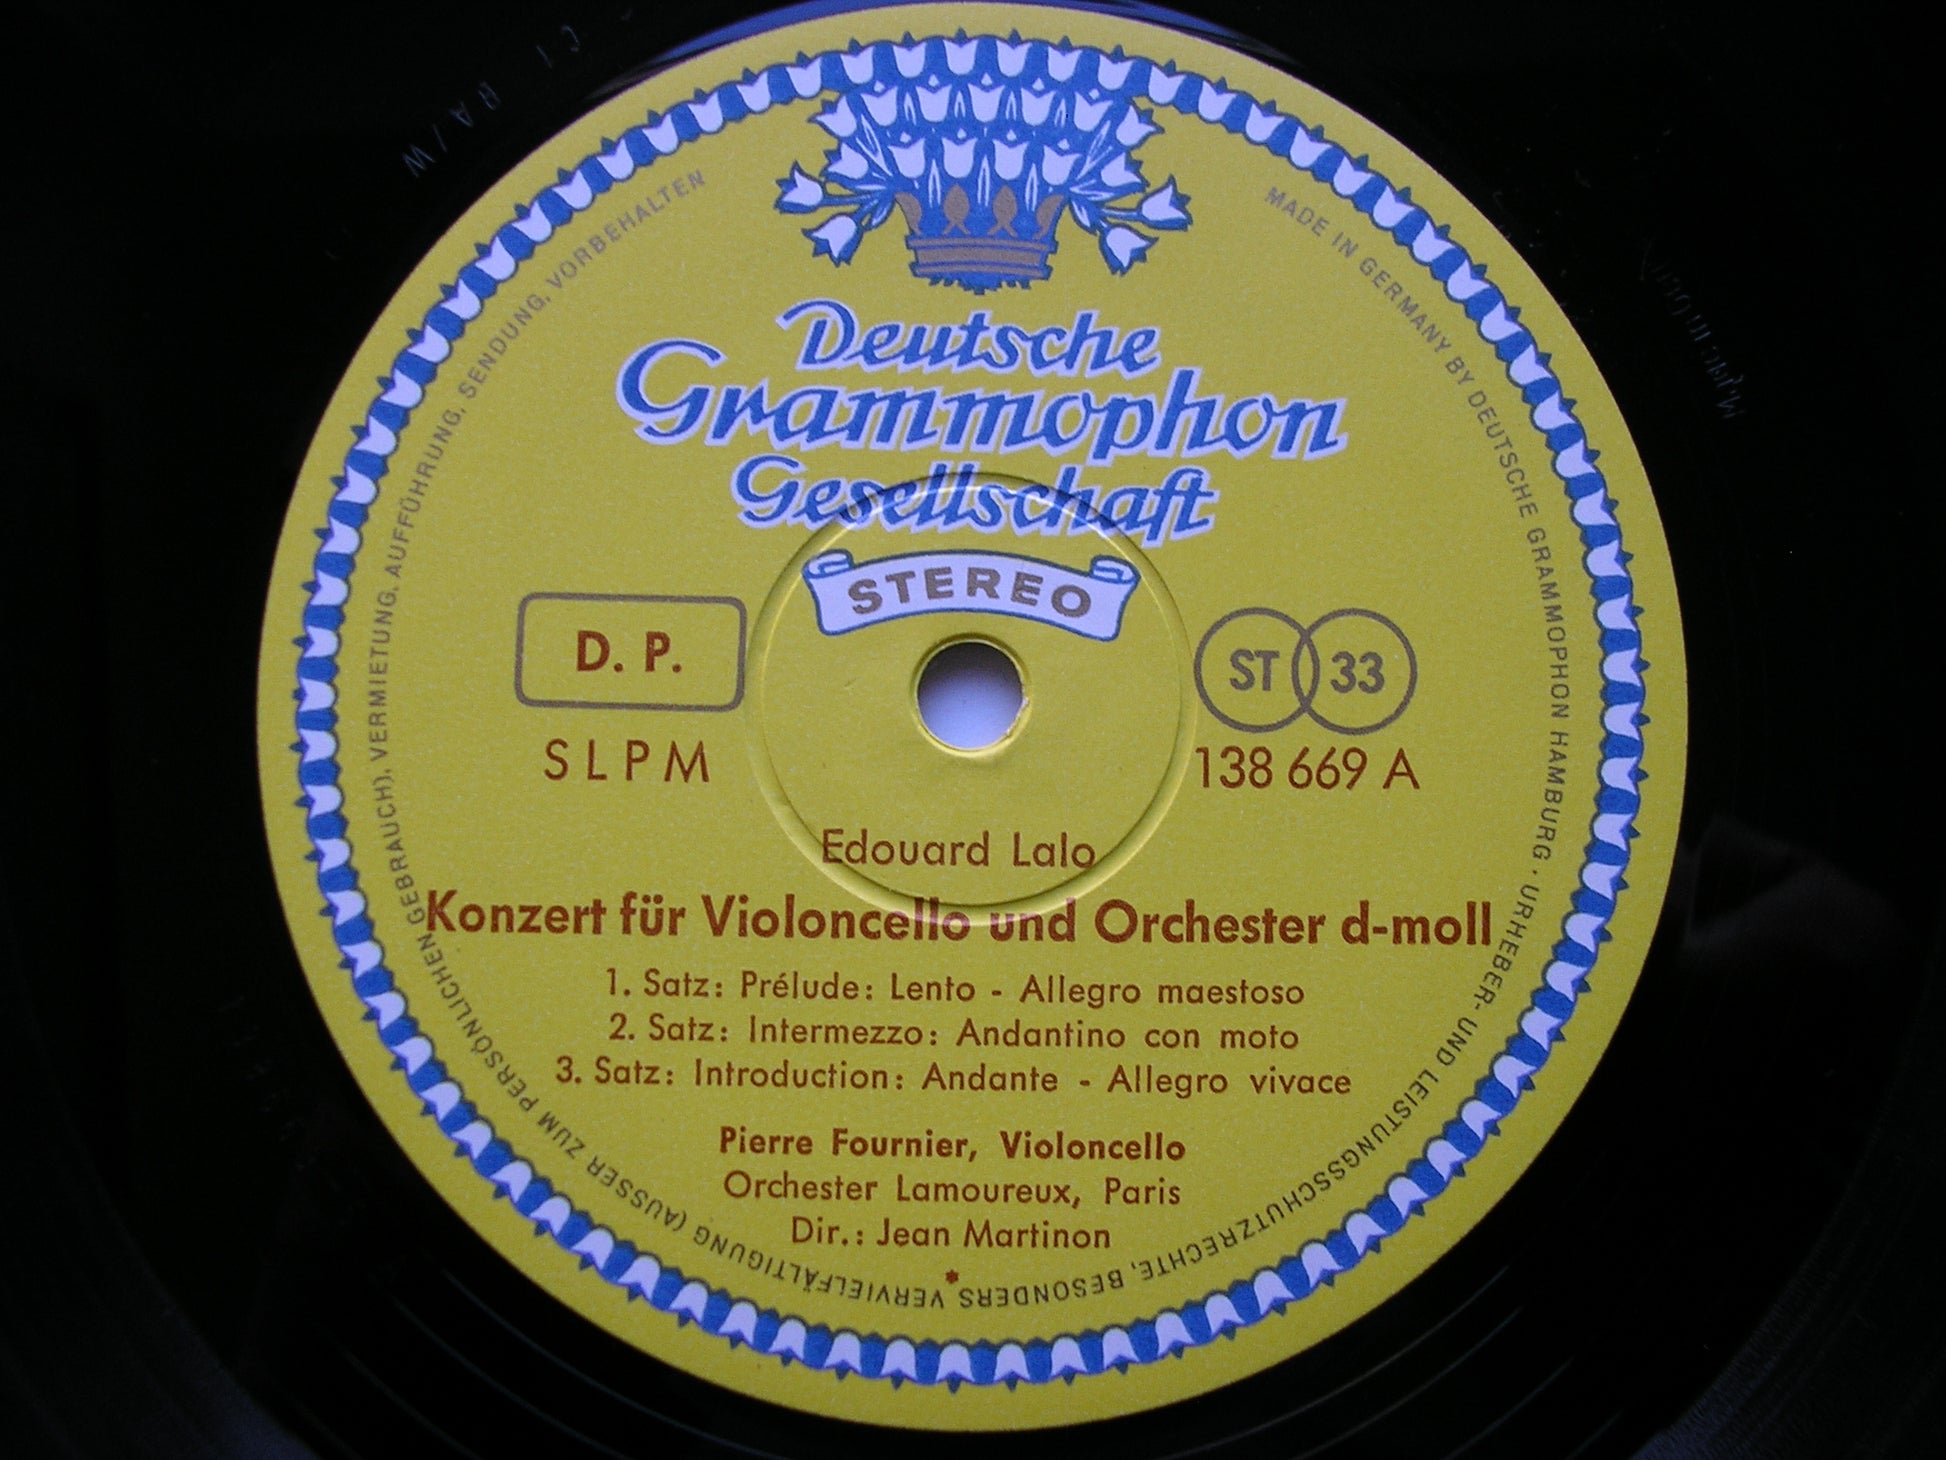 Deutsche
Grammophon
Gesellschaft
STEREO
D. P.
ST 33
SLPM
138 669 A
Edouard Lalo
Konzert für Violoncello und Orchester d-moll
1. Satz: Prélude: Lento - Allegro maestoso
2. Satz: Intermezzo: Andantino con moto
3. Satz: Introduction: Andante - Allegro vivace
Pierre Fournier, Violoncello
Orchester Lamoureux, Paris
Dir.: Jean Martinon
MADE IN GERMANY BY DEUTSCHE GRAMMOPHON HAMBURG · URHEBER- UND LEISTUNGSSCHUTZRECHTE, BESONDERS VERVIELFÄLTIGUNG (AUSSER ZUM PERSÖNLICHEN GEBRAUCH), VERMIETUNG, AUFFÜHRUNG, SENDUNG, VORBEHALTEN